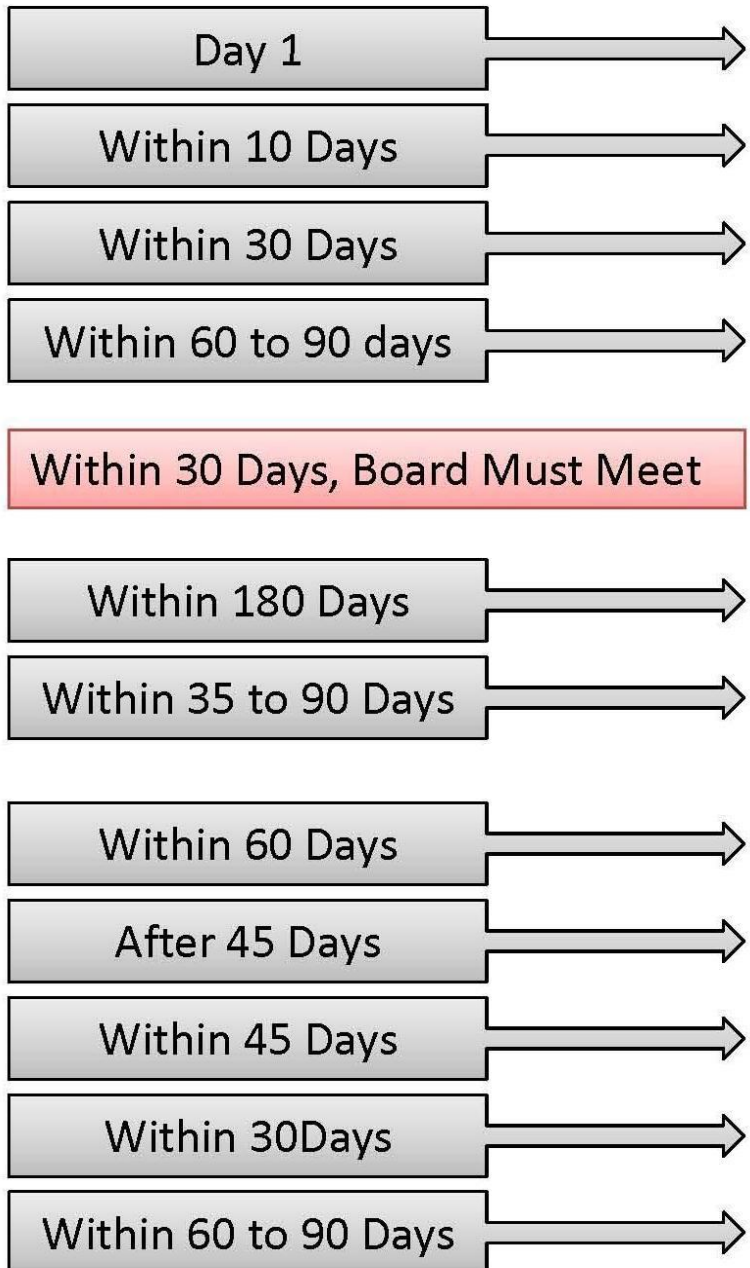 Day 1
Within 10 Days
Within 30 Days
Within 60 to 90 days
Within 30 Days, Board Must Meet
Within 180 Days
Within 35 to 90 Days
Within 60 Days
After 45 Days
Within 45 Days
Within 30Days
Within 60 to 90 Days